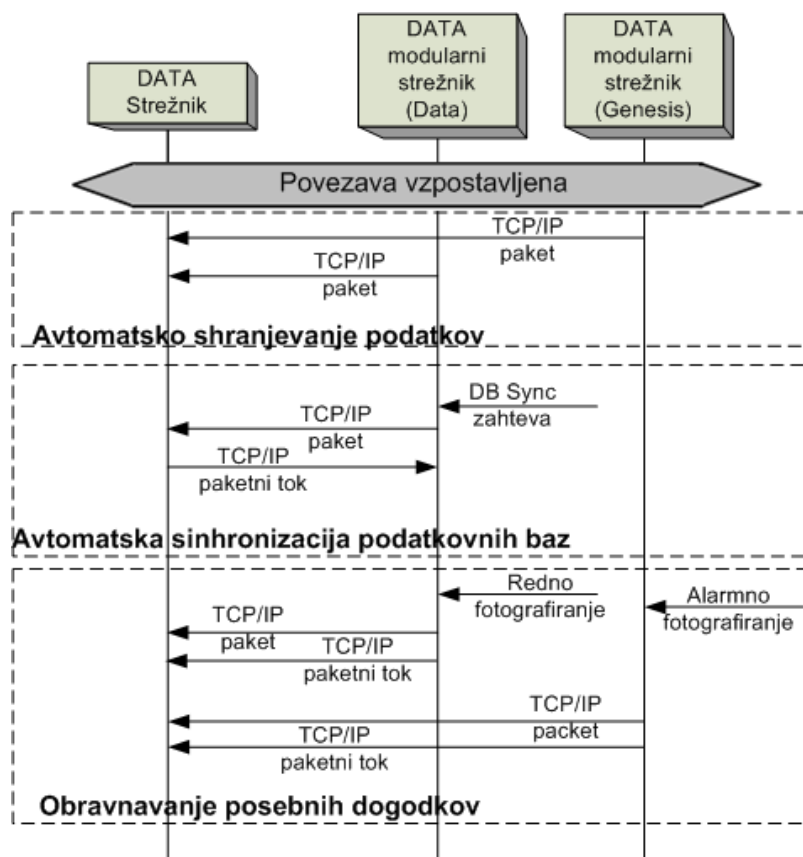 DATA
Strežnik
DATA
modularni
strežnik
(Data)
DATA
modularni
strežnik
(Genesis)
Povezava vzpostavljena
TCP/IP
paket
TCP/IP
paket
Avtomatsko shranjevanje podatkov
DB Sync
zahteva
TCP/IP
paket
TCP/IP
paketni tok
Avtomatska sinhronizacija podatkovnih baz
Redno
fotografiranje
Alarmno
fotografiranje
TCP/IP
paket
TCP/IP
paketni tok
TCP/IP
packet
TCP/IP
paketni tok
Obravnavanje posebnih dogodkov